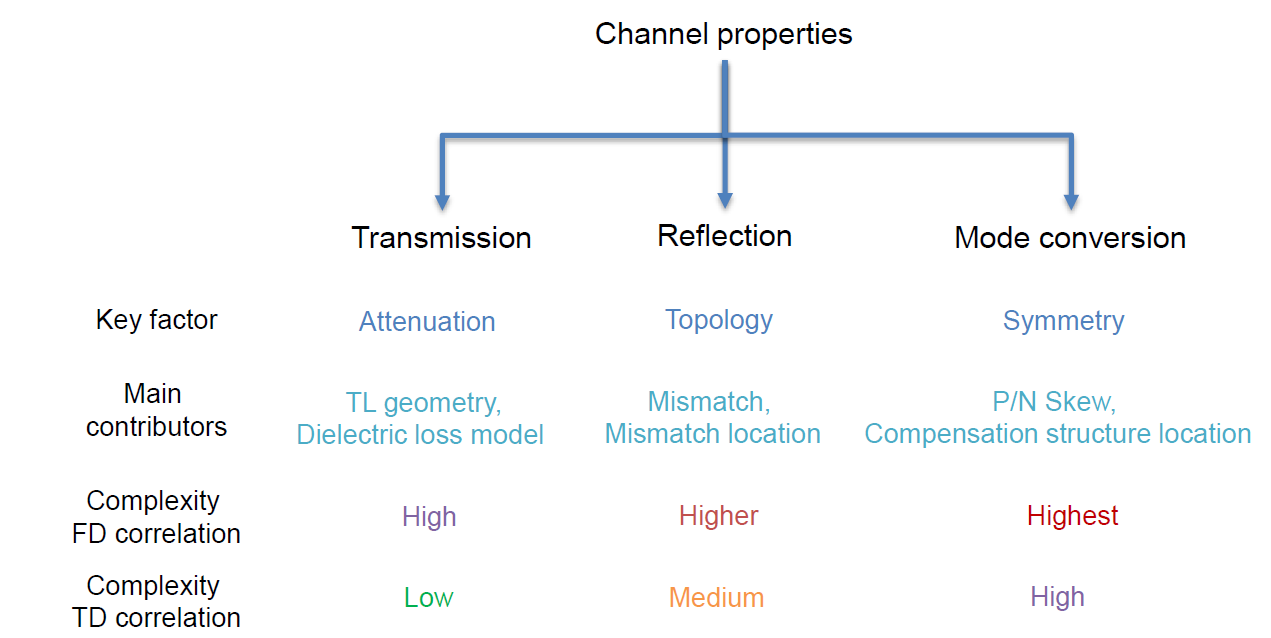 Channel properties
Transmission
Reflection
Mode conversion
Key factor
Attenuation
Topology
Symmetry
Main
contributors
TL geometry,
Dielectric loss model
Mismatch,
Mismatch location
P/N Skew,
Compensation structure location
Complexity
FD correlation
High
Higher
Highest
Complexity
TD correlation
Low
Medium
High